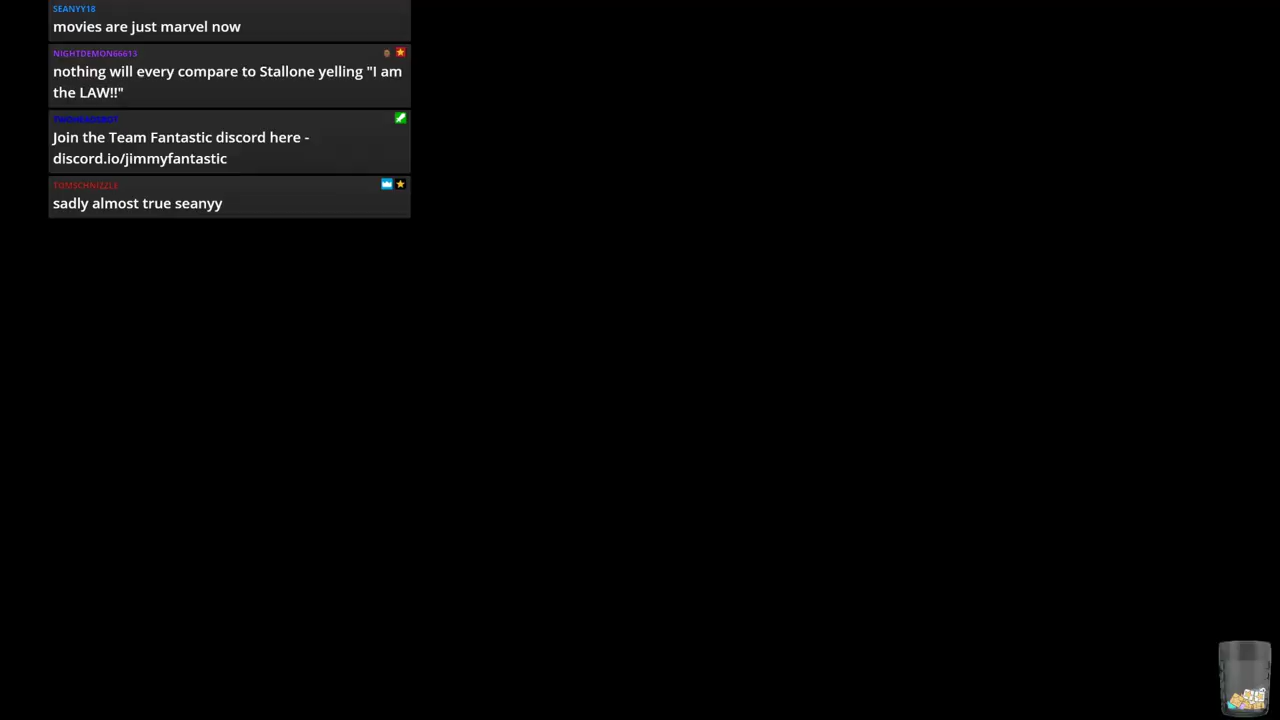 SEANYY18
movies are just marvel now
NIGHTDEMON66613
nothing will every compare to Stallone yelling "I am
the LAW!!"
TWOHEADSBOT
Join the Team Fantastic discord here -
discord.io/jimmyfantastic
TOMSCHNIZZLE
sadly almost true seanyy